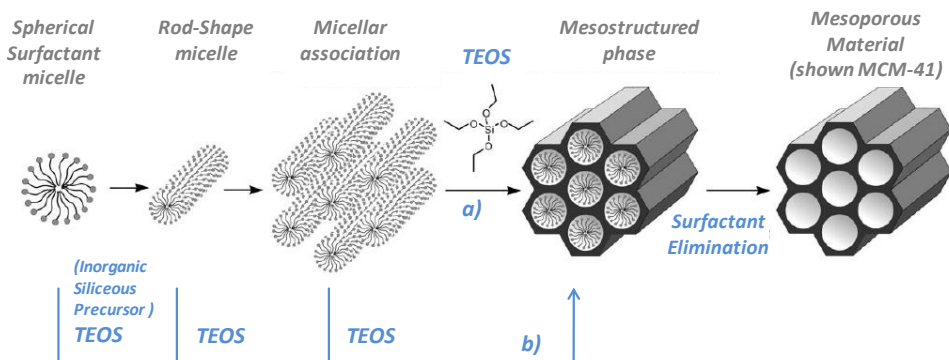 Spherical
Surfactant
micelle
Rod-Shape
micelle
Micellar
association
TEOS
Mesostructured
phase
Mesoporous
Material
(shown MCM-41)
O
O
Si
O
O
a)
Surfactant
Elimination
(Inorganic
Siliceous
Precursor )
TEOS
TEOS
TEOS
b)